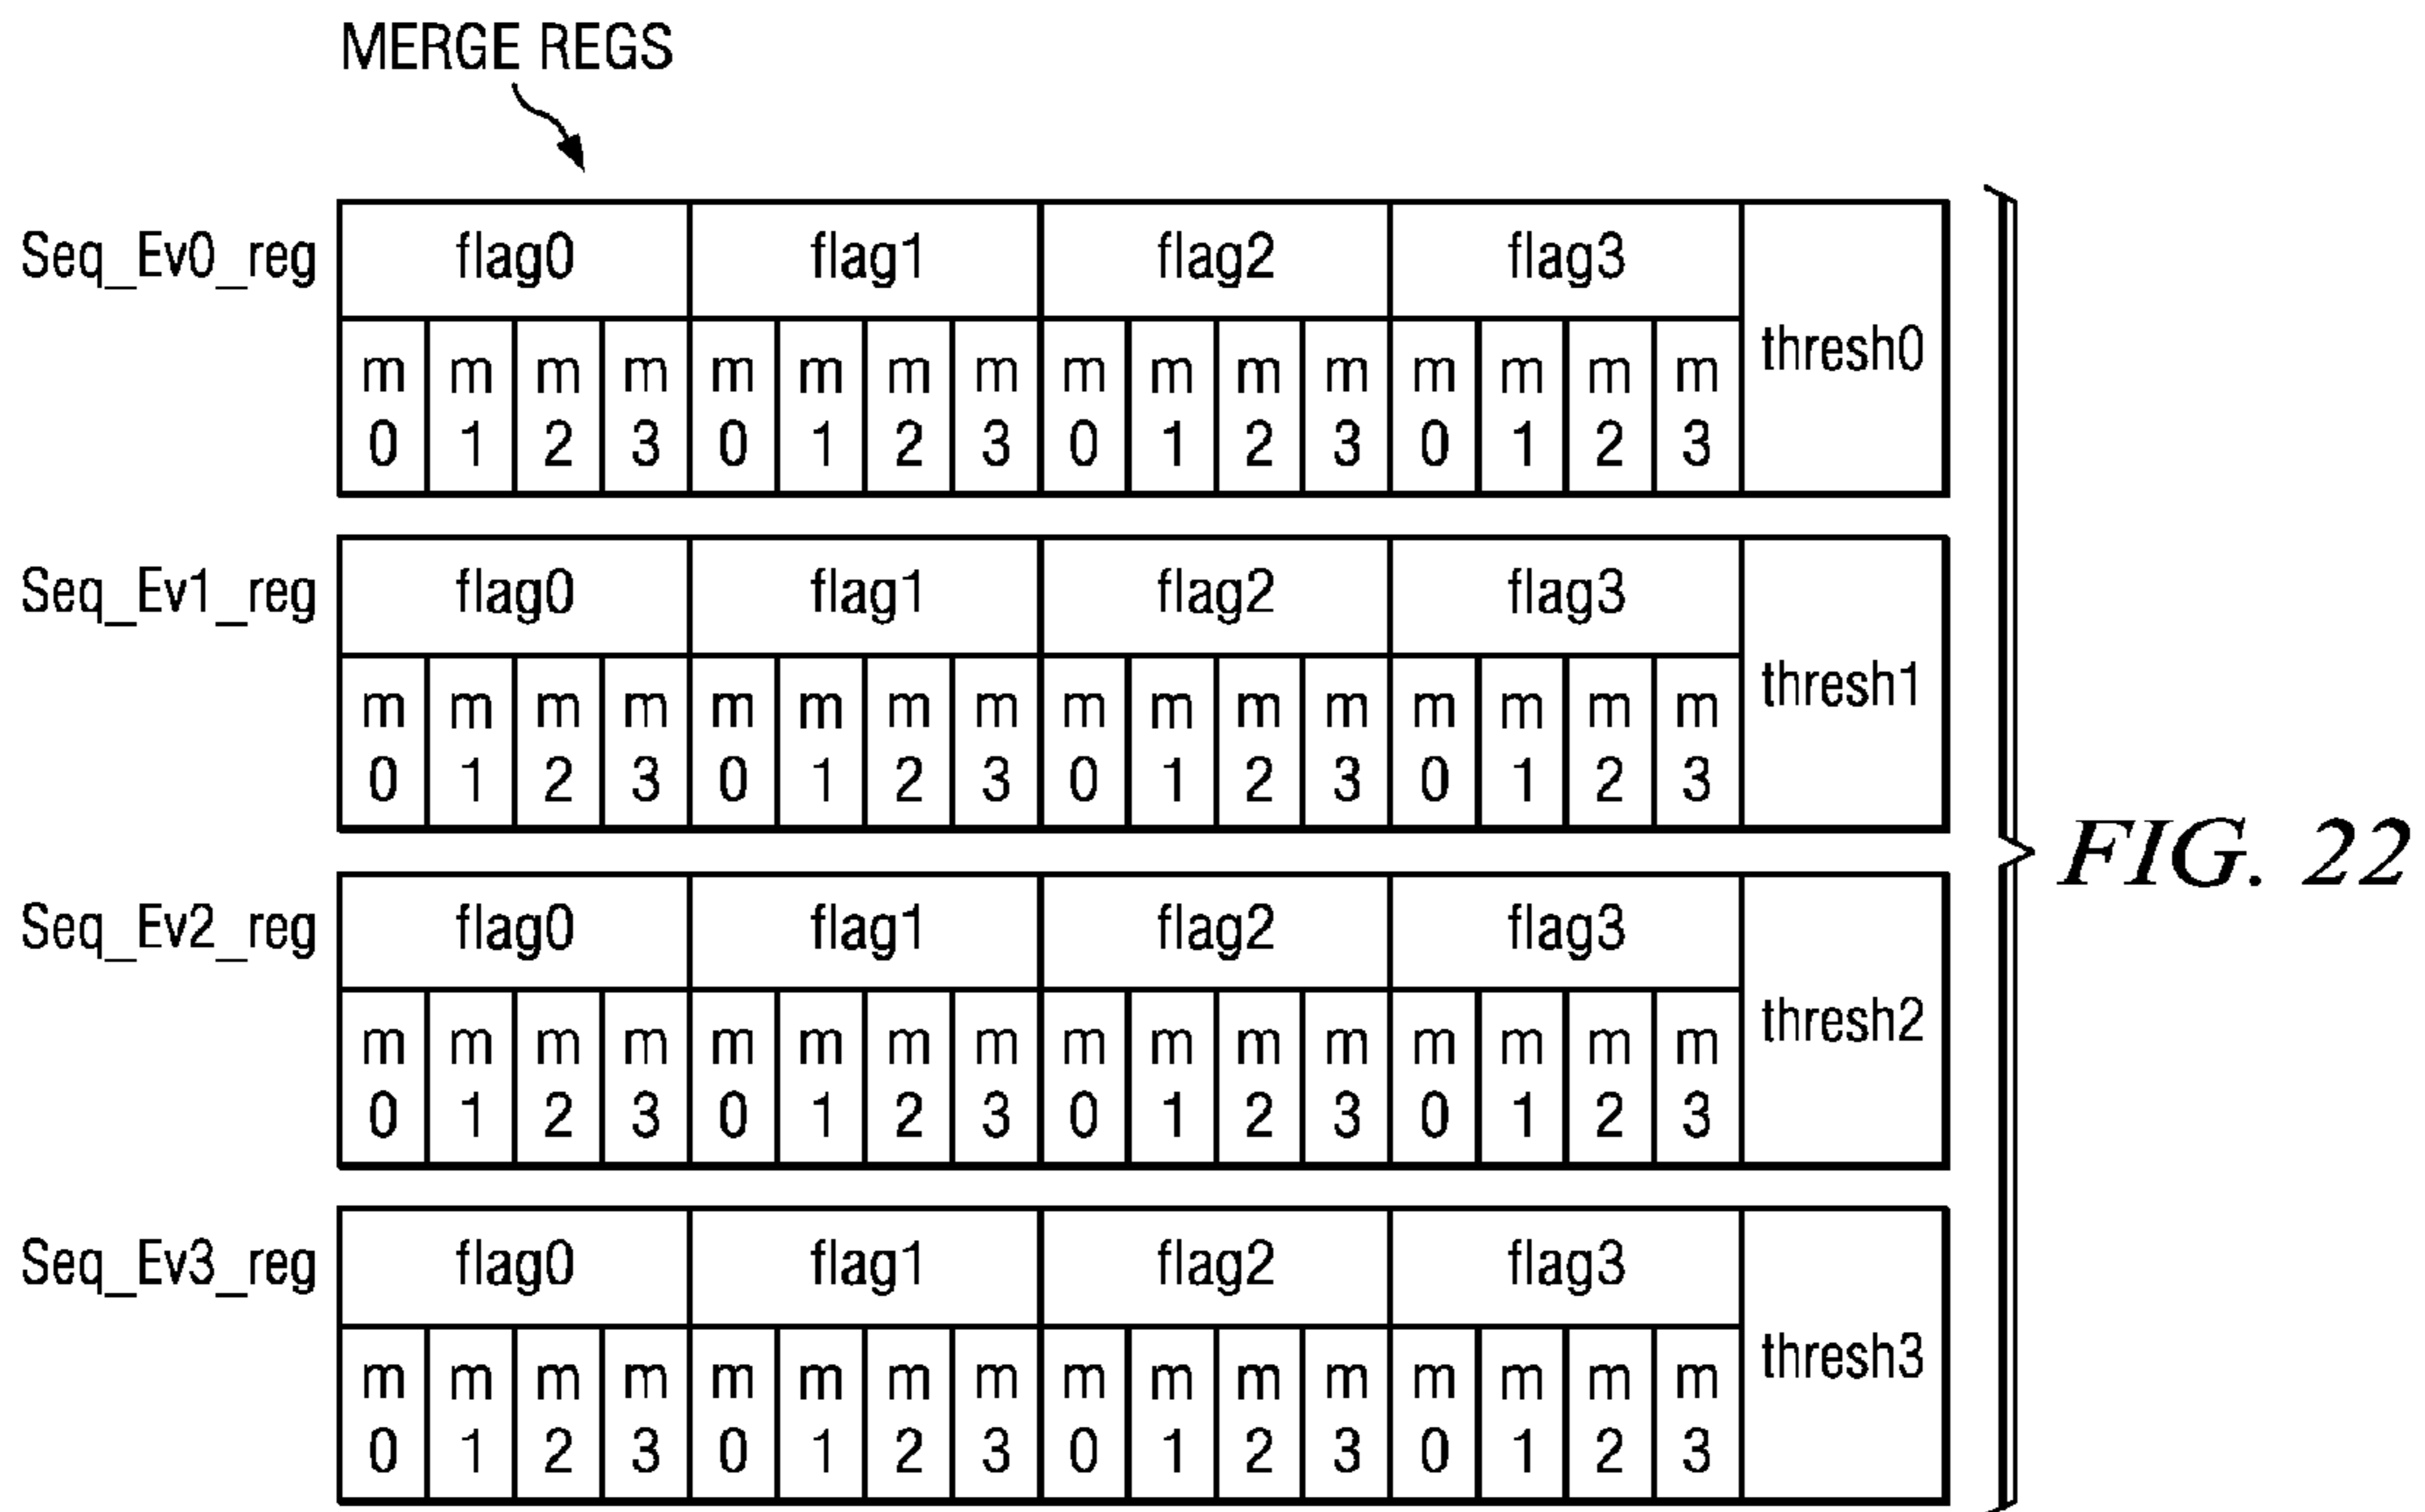 MERGE REGS
Seq_Ev0_reg flag0 flag1 flag2 flag3 thresh0
m m m m m m m m m m m m m m m m
0 1 2 3 0 1 2 3 0 1 2 3 0 1 2 3
Seq_Ev1_reg flag0 flag1 flag2 flag3 thresh1
m m m m m m m m m m m m m m m m
0 1 2 3 0 1 2 3 0 1 2 3 0 1 2 3
FIG. 22
Seq_Ev2_reg flag0 flag1 flag2 flag3 thresh2
m m m m m m m m m m m m m m m m
0 1 2 3 0 1 2 3 0 1 2 3 0 1 2 3
Seq_Ev3_reg flag0 flag1 flag2 flag3 thresh3
m m m m m m m m m m m m m m m m
0 1 2 3 0 1 2 3 0 1 2 3 0 1 2 3